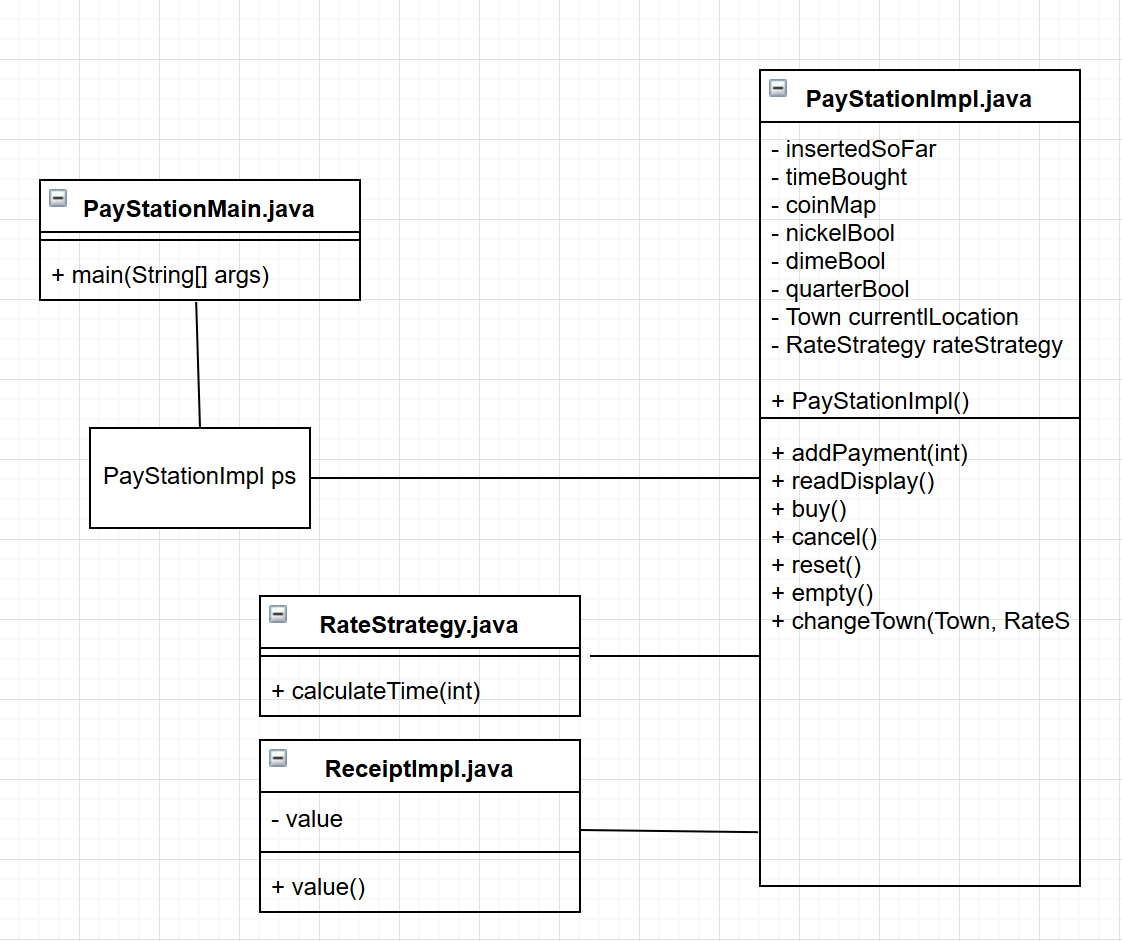 PayStationImpl.java
- insertedSoFar
- timeBought
- coinMap
- nickelBool
- dimeBool
- quarterBool
- Town currentlLocation
- RateStrategy rateStrategy
+ PayStationImpl()
+ addPayment(int)
+ readDisplay()
+ buy()
+ cancel()
+ reset()
+ empty()
+ changeTown(Town, RateS
PayStationMain.java
+ main(String[] args)
PayStationImpl ps
RateStrategy.java
+ calculateTime(int)
ReceiptImpl.java
- value
+ value()